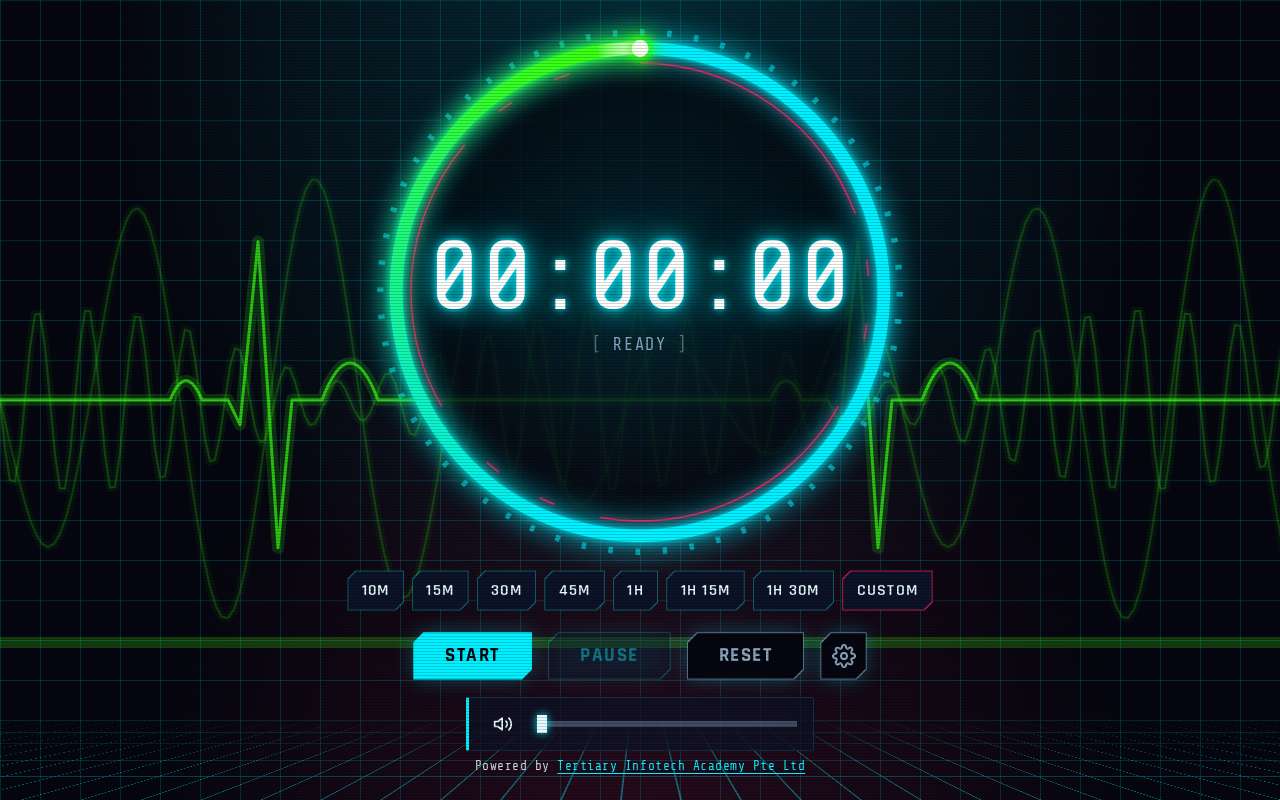 00:00:00
[ READY ]
10M 15M 30M 45M 1H 1H 15M 1H 30M CUSTOM
START PAUSE RESET
Powered by Tertiary Infotech Academy Pte Ltd